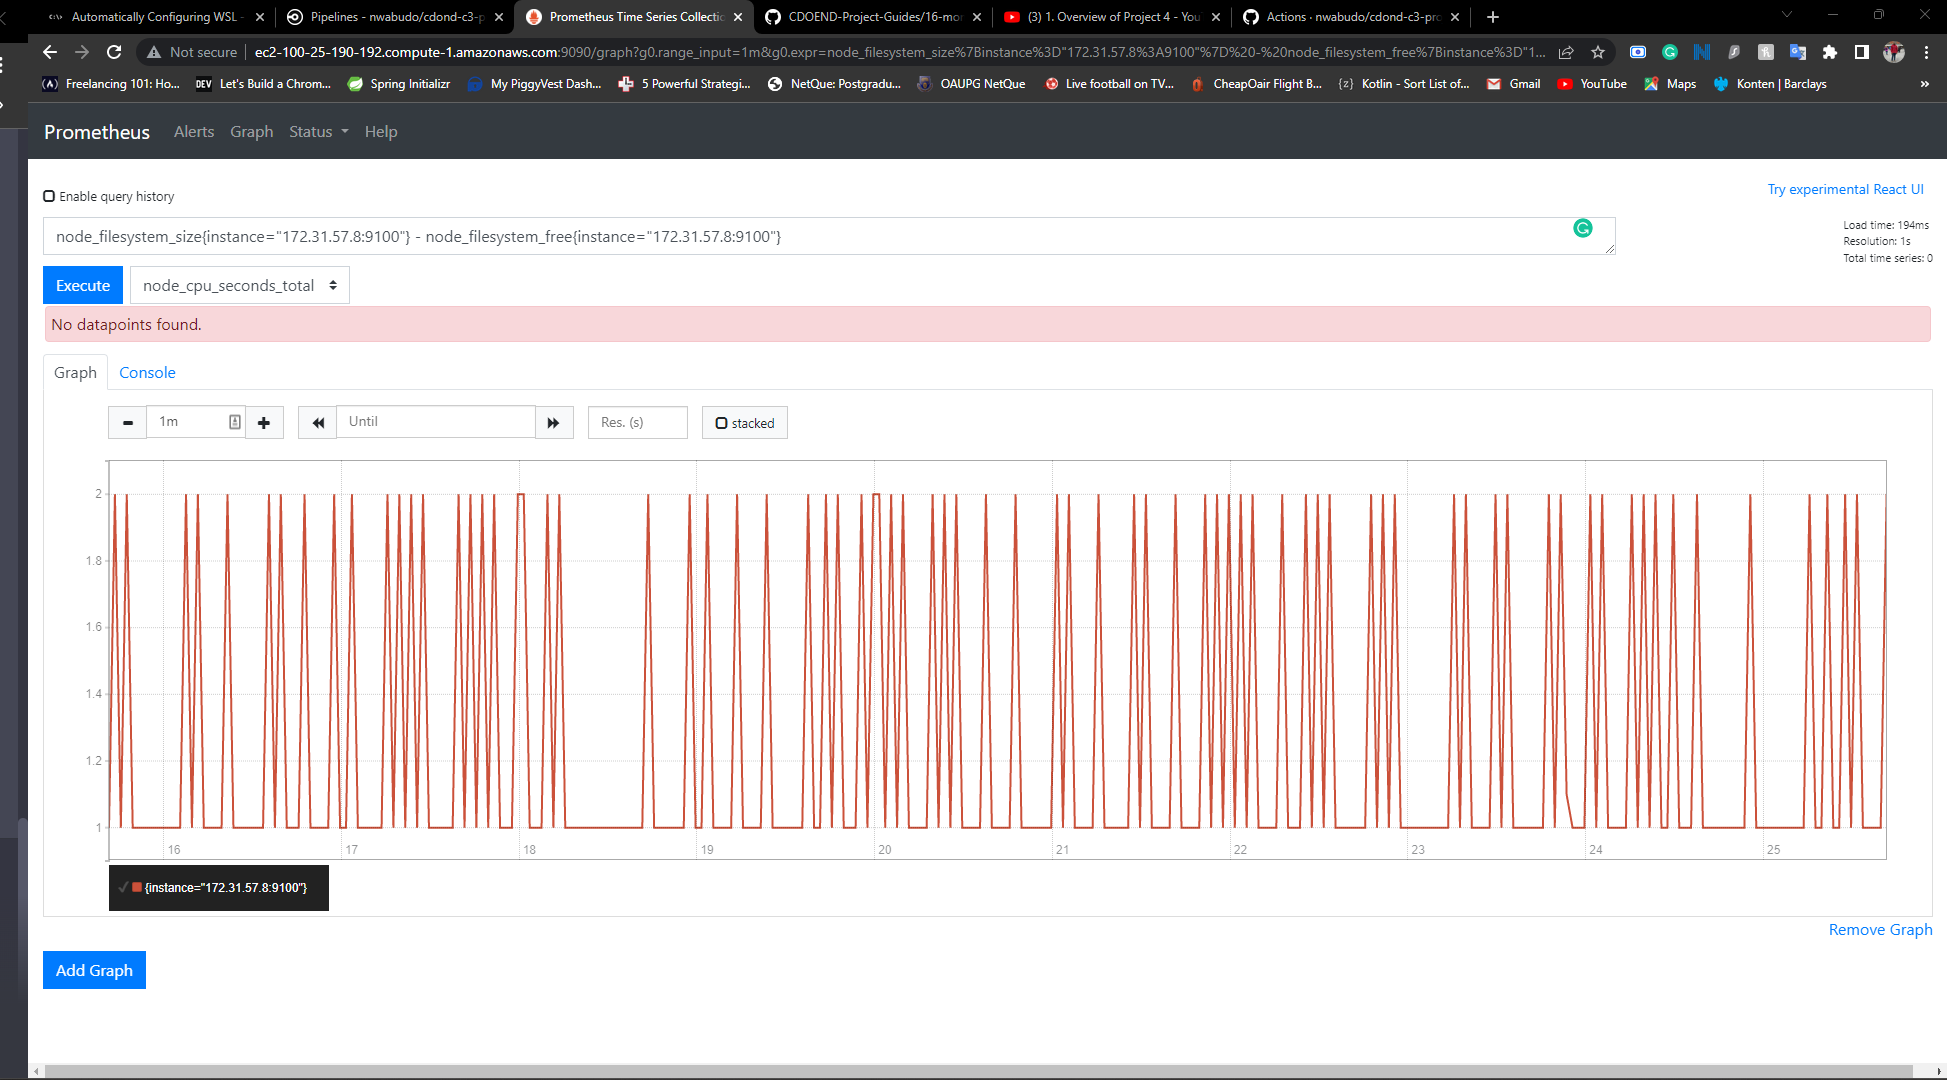 Automatically Configuring WSL -
Pipelines - nwabudo/cdond-c3-p
Prometheus Time Series Collectio
CDOEND-Project-Guides/16-mon
(3) 1. Overview of Project 4 - You
Actions · nwabudo/cdond-c3-pro
Not secure
ec2-100-25-190-192.compute-1.amazonaws.com:9090/graph?g0.range_input=1m&g0.expr=node_filesystem_size%7Binstance%3D"172.31.57.8%3A9100"%7D%20-%20node_filesystem_free%7Binstance%3D"1...
Freelancing 101: Ho...
DEV Let's Build a Chrom...
Spring Initializr
My PiggyVest Dash...
5 Powerful Strategi...
NetQue: Postgradu...
OAUPG NetQue
Live football on TV...
CheapOair Flight B...
Kotlin - Sort List of...
Gmail
YouTube
Maps
Konten | Barclays
Prometheus
Alerts
Graph
Status
Help
Enable query history
Try experimental React UI
node_filesystem_size{instance="172.31.57.8:9100"} - node_filesystem_free{instance="172.31.57.8:9100"}
Load time: 194ms
Resolution: 1s
Total time series: 0
Execute
node_cpu_seconds_total
No datapoints found.
Graph
Console
1m
Until
Res. (s)
stacked
2
1.8
1.6
1.4
1.2
1
16
17
18
19
20
21
22
23
24
25
{instance="172.31.57.8:9100"}
Remove Graph
Add Graph